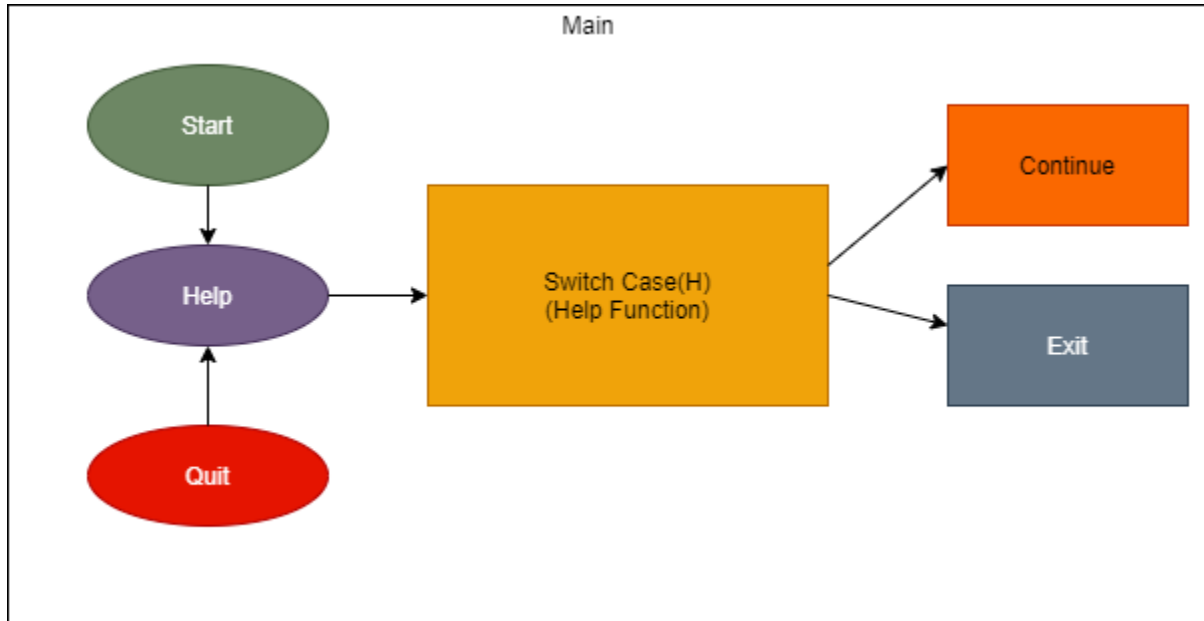 Main
Start
Help
Quit
Switch Case(H)
(Help Function)
Continue
Exit